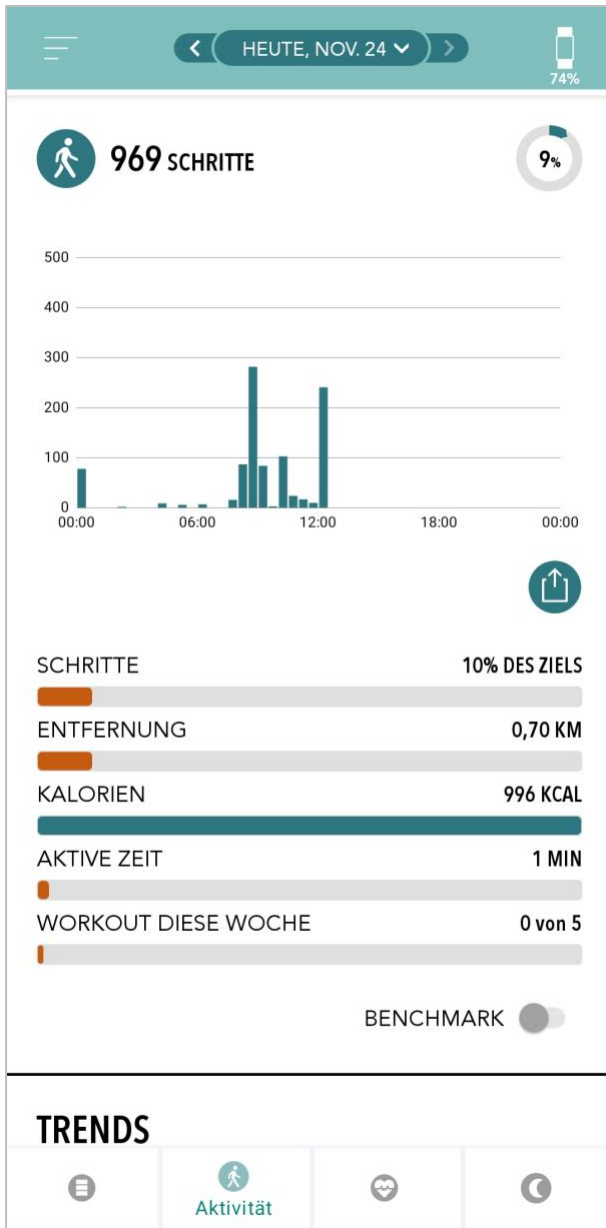 HEUTE, NOV. 24
74%
969 SCHRITTE
9%
500
400
300
200
100
0
00:00 06:00 12:00 18:00 00:00
SCHRITTE 10% DES ZIELS
ENTFERNUNG 0,70 KM
KALORIEN 996 KCAL
AKTIVE ZEIT 1 MIN
WORKOUT DIESE WOCHE 0 von 5
BENCHMARK
TRENDS
Aktivität